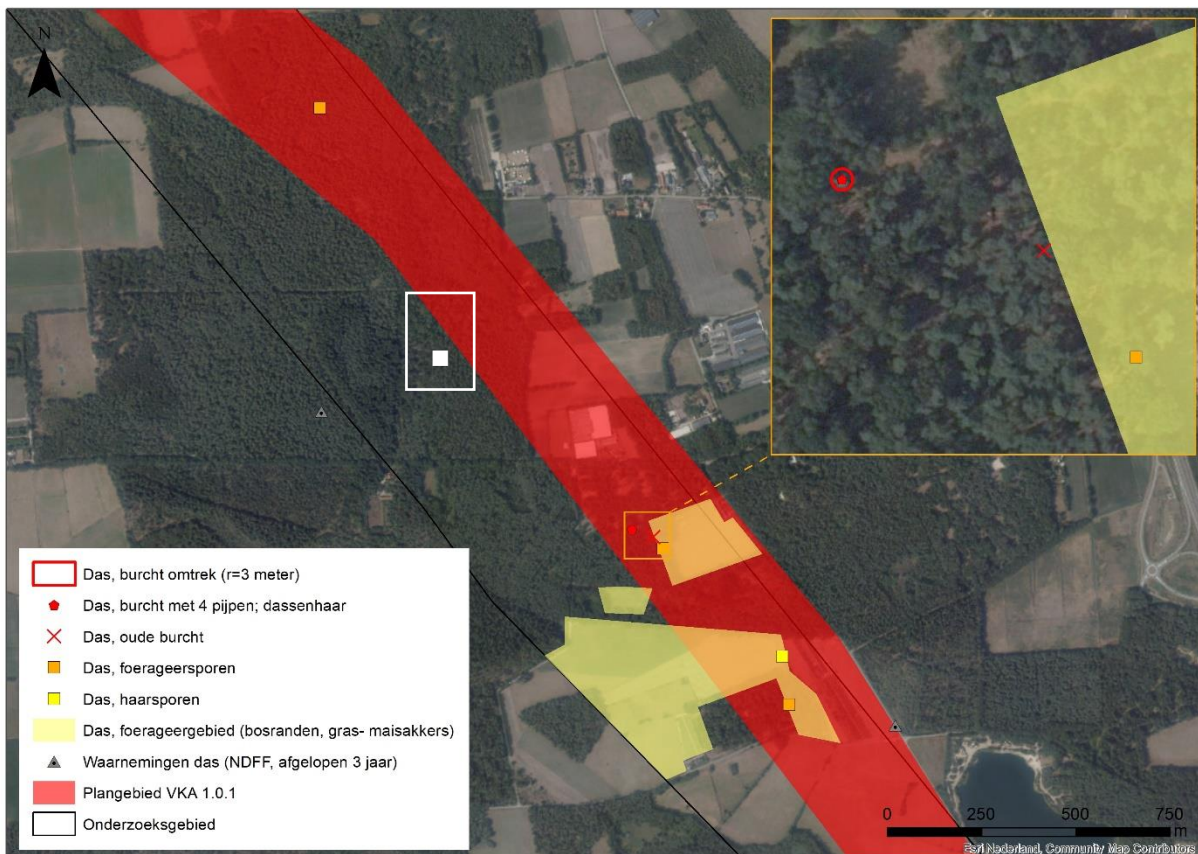 N
Das, burcht omtrek (r=3 meter)
Das, burcht met 4 pijpen; dassenhaar
Das, oude burcht
Das, foerageersporen
Das, haarsporen
Das, foerageergebied (bosranden, gras- maisakkers)
Waarnemingen das (NDFF, afgelopen 3 jaar)
Plangebied VKA 1.0.1
Onderzoeksgebied
0 250 500 750
m
Esri Nederland, Community Map Contributors